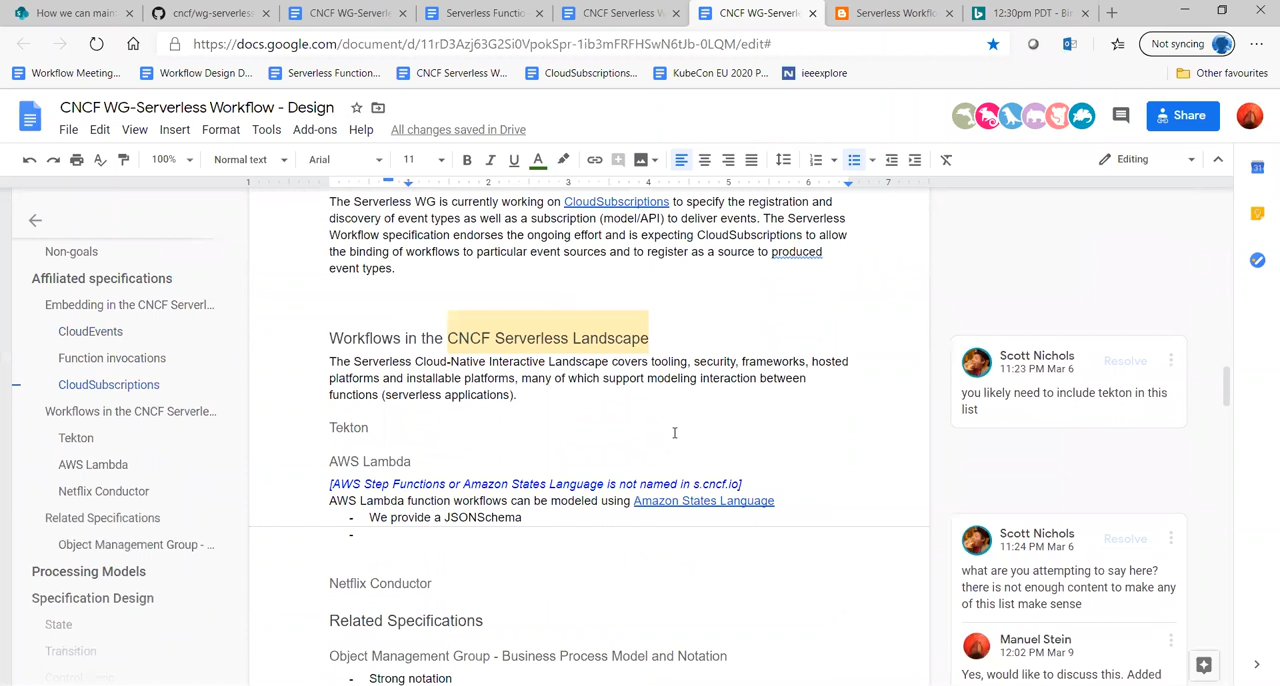 How we can main
cncf/wg-serverless
CNCF WG-Serverl
Serverless Functio
CNCF Serverless W
CNCF WG-Serverle
Serverless Workflo
12:30pm PDT - Bin
Not syncing
https://docs.google.com/document/d/11rD3Azj63G2Si0VpokSpr-1ib3mFRFHSwN6tJb-0LQM/edit#
Workflow Meeting...
Workflow Design D...
Serverless Function...
CNCF Serverless W...
CloudSubscriptions...
KubeCon EU 2020 P...
ieeexplore
Other favourites
CNCF WG-Serverless Workflow - Design
File Edit View Insert Format Tools Add-ons Help All changes saved in Drive
Share
100% Normal text Arial 11 B I U A Editing
1 1 2 3 4 5 6 7
Non-goals
Affiliated specifications
Embedding in the CNCF Serverl...
CloudEvents
Function invocations
CloudSubscriptions
Workflows in the CNCF Serverle...
Tekton
AWS Lambda
Netflix Conductor
Related Specifications
Object Management Group - ...
Processing Models
Specification Design
State
Transition
The Serverless WG is currently working on CloudSubscriptions to specify the registration and
discovery of event types as well as a subscription (model/API) to deliver events. The Serverless
Workflow specification endorses the ongoing effort and is expecting CloudSubscriptions to allow
the binding of workflows to particular event sources and to register as a source to produced
event types.
Workflows in the CNCF Serverless Landscape
The Serverless Cloud-Native Interactive Landscape covers tooling, security, frameworks, hosted
platforms and installable platforms, many of which support modeling interaction between
functions (serverless applications).
Tekton
AWS Lambda
[AWS Step Functions or Amazon States Language is not named in s.cncf.io]
AWS Lambda function workflows can be modeled using Amazon States Language
- We provide a JSONSchema
-
Netflix Conductor
Related Specifications
Object Management Group - Business Process Model and Notation
- Strong notation
Scott Nichols
11:23 PM Mar 6
Resolve
you likely need to include tekton in this
list
Scott Nichols
11:24 PM Mar 6
Resolve
what are you attempting to say here?
there is not enough content to make any
of this list make sense
Manuel Stein
12:02 PM Mar 9
Yes, would like to discuss this. Added